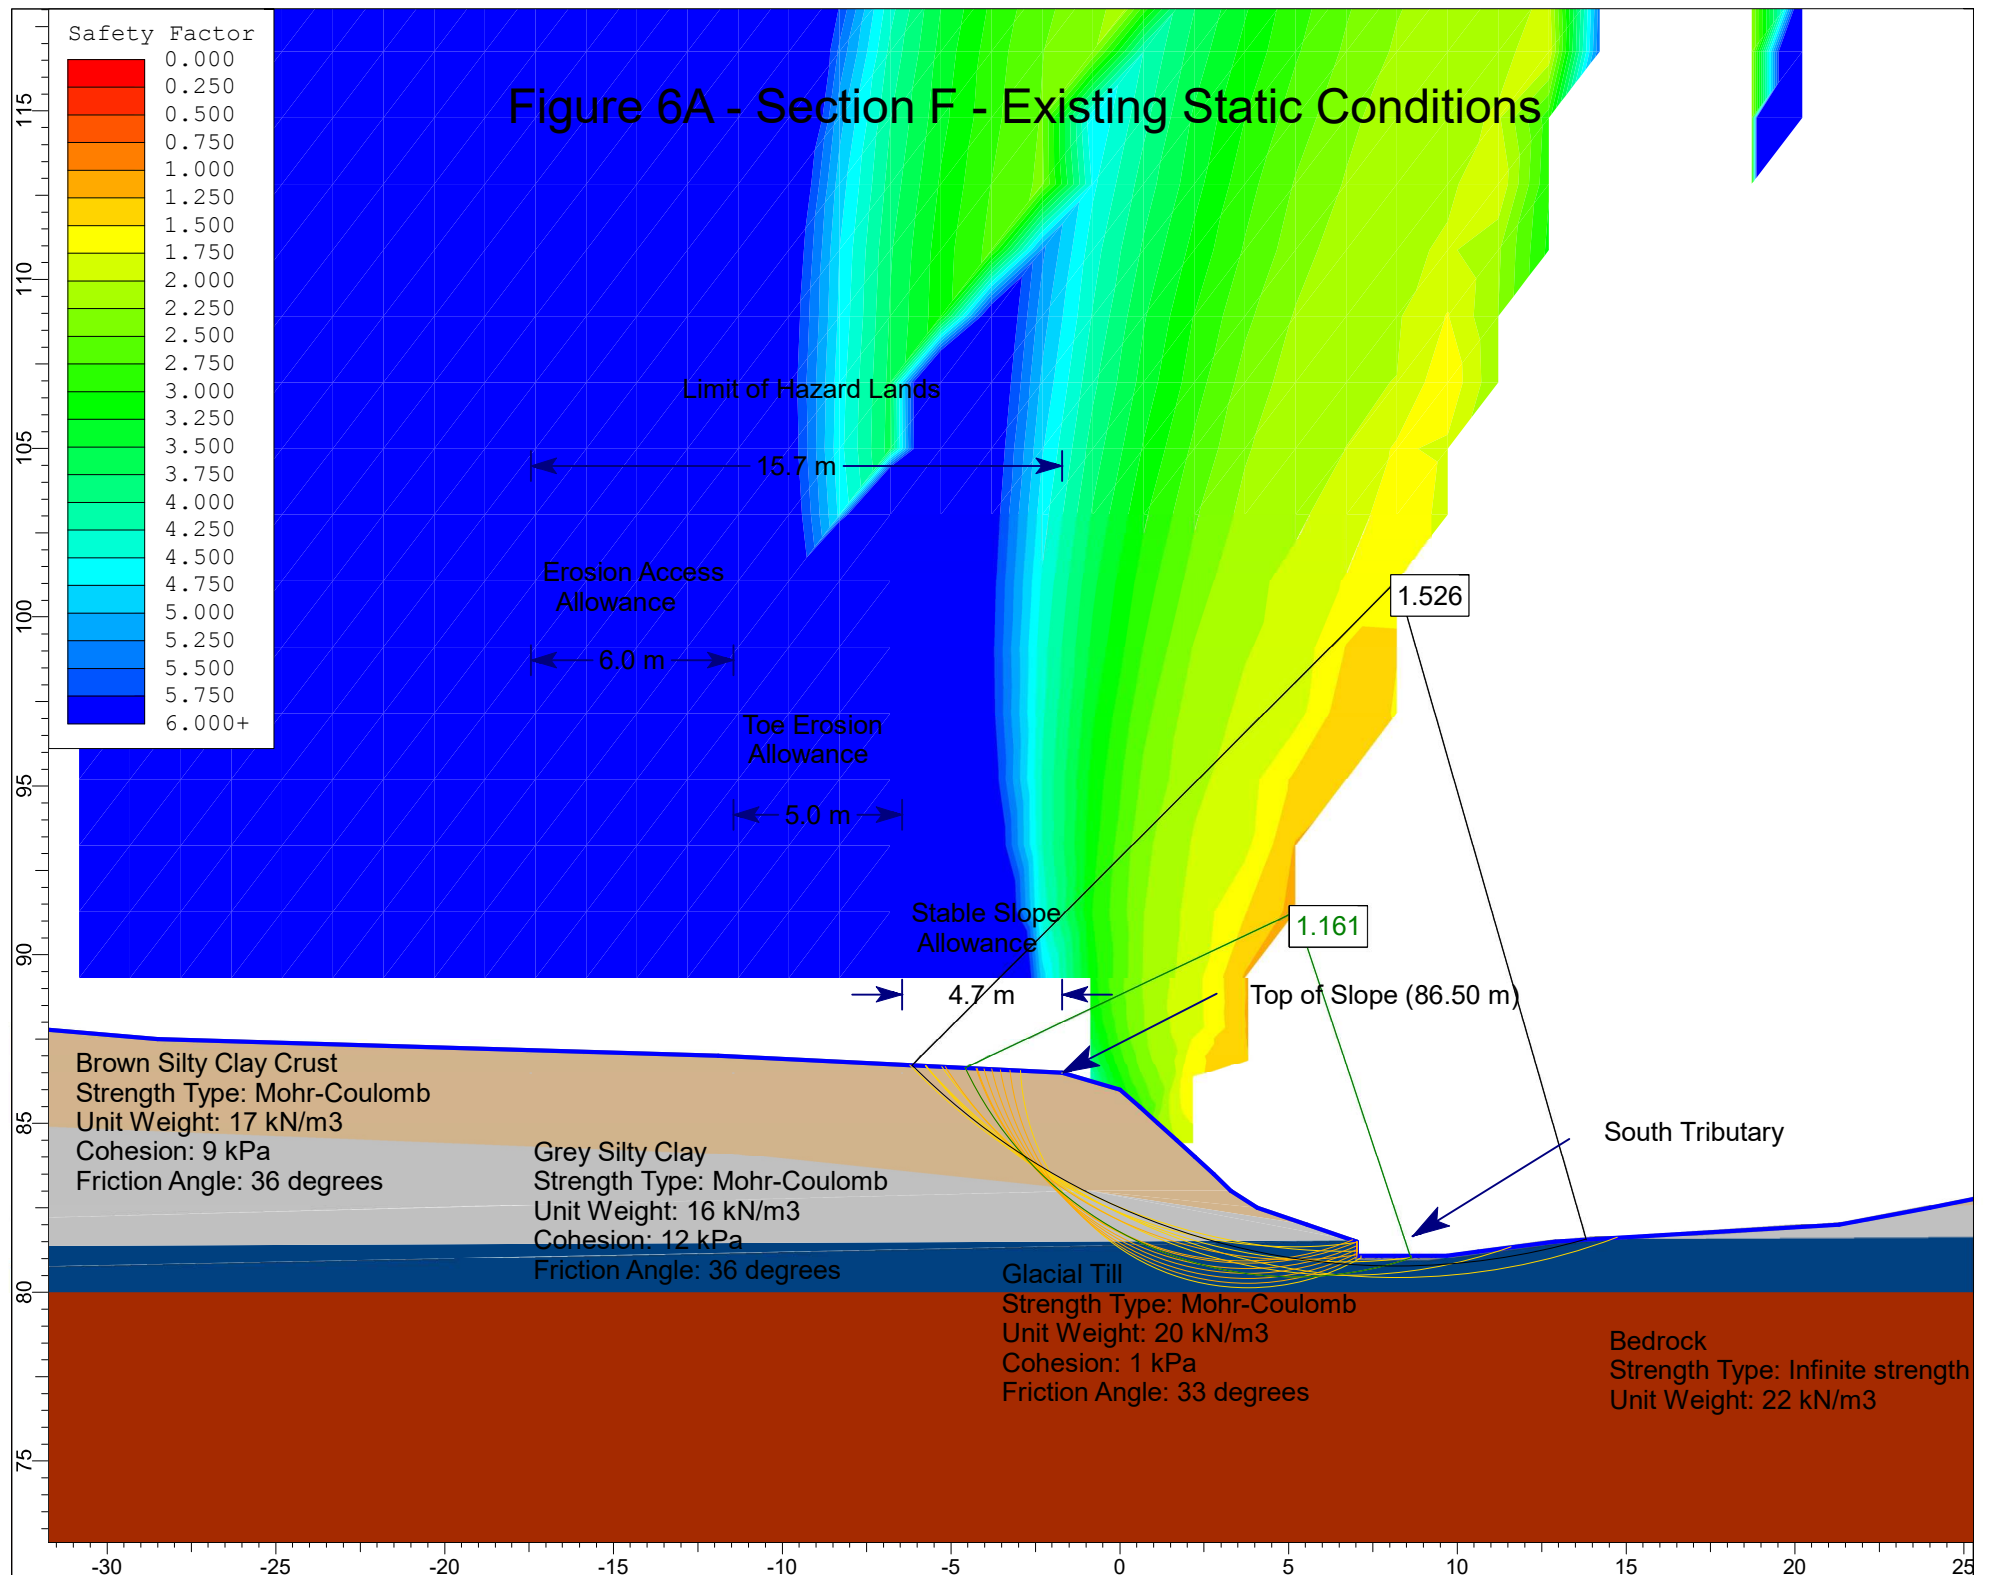 Safety Factor
0.000
0.250
0.500
0.750
1.000
1.250
1.500
1.750
2.000
2.250
2.500
2.750
3.000
3.250
3.500
3.750
4.000
4.250
4.500
4.750
5.000
5.250
5.500
5.750
6.000+
Figure 6A - Section F - Existing Static Conditions
Limit of Hazard Lands
15.7 m
Erosion Access
Allowance
6.0 m
Toe Erosion
Allowance
5.0 m
Stable Slope
Allowance
4.7 m
1.526
1.161
Top of Slope (86.50 m)
South Tributary
Brown Silty Clay Crust
Strength Type: Mohr-Coulomb
Unit Weight: 17 kN/m3
Cohesion: 9 kPa
Friction Angle: 36 degrees
Grey Silty Clay
Strength Type: Mohr-Coulomb
Unit Weight: 16 kN/m3
Cohesion: 12 kPa
Friction Angle: 36 degrees
Glacial Till
Strength Type: Mohr-Coulomb
Unit Weight: 20 kN/m3
Cohesion: 1 kPa
Friction Angle: 33 degrees
Bedrock
Strength Type: Infinite strength
Unit Weight: 22 kN/m3
115
110
105
100
95
90
85
80
75
-30
-25
-20
-15
-10
-5
0
5
10
15
20
25